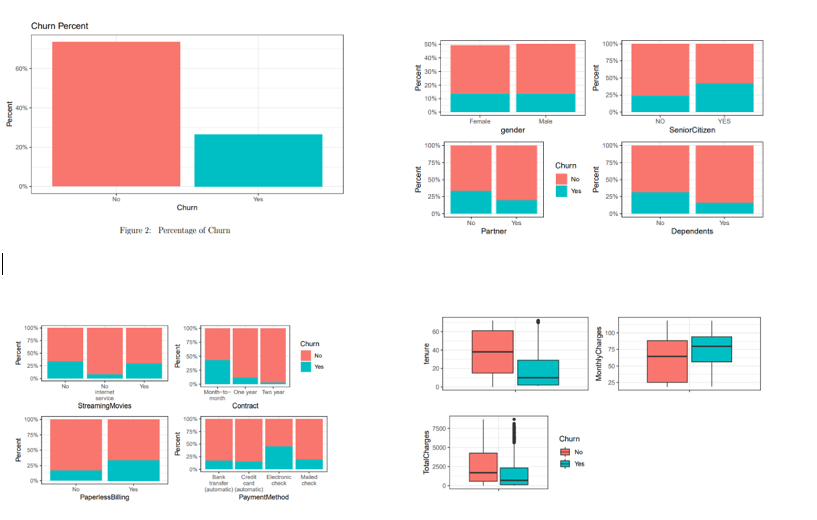 Churn Percent
Percent
60%
40%
20%
0%
No Yes
Churn
Figure 2: Percentage of Churn
Percent
50%
40%
30%
20%
10%
0%
Female Male
gender
Percent
100%
75%
50%
25%
0%
NO YES
SeniorCitizen
Percent
100%
75%
50%
25%
0%
No Yes
Partner
Churn
No
Yes
Percent
100%
75%
50%
25%
0%
No Yes
Dependents
Percent
100%
75%
50%
25%
0%
No No Yes
internet
service
StreamingMovies
Percent
100%
75%
50%
25%
0%
Month-to- One year Two year
month
Contract
Churn
No
Yes
Percent
100%
75%
50%
25%
0%
No Yes
PaperlessBilling
Percent
100%
75%
50%
25%
0%
Bank Credit Electronic Mailed
transfer card check check
(automatic) (automatic)
PaymentMethod
tenure
60
40
20
0
MonthlyCharges
100
75
50
25
TotalCharges
7500
5000
2500
0
Churn
No
Yes